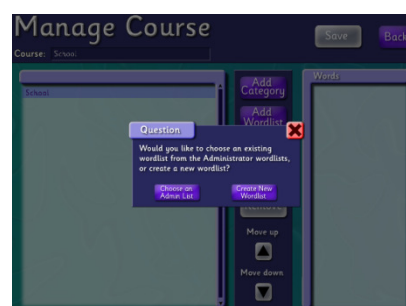 Manage Course
Save
Back
Course: School
Words
School
Add
Category
Add
Wordlist
Question
Would you like to choose an existing
wordlist from the Administrator wordlists,
or create a new wordlist?
Choose an
Admin List
Create New
Wordlist
Remove
Move up
Move down